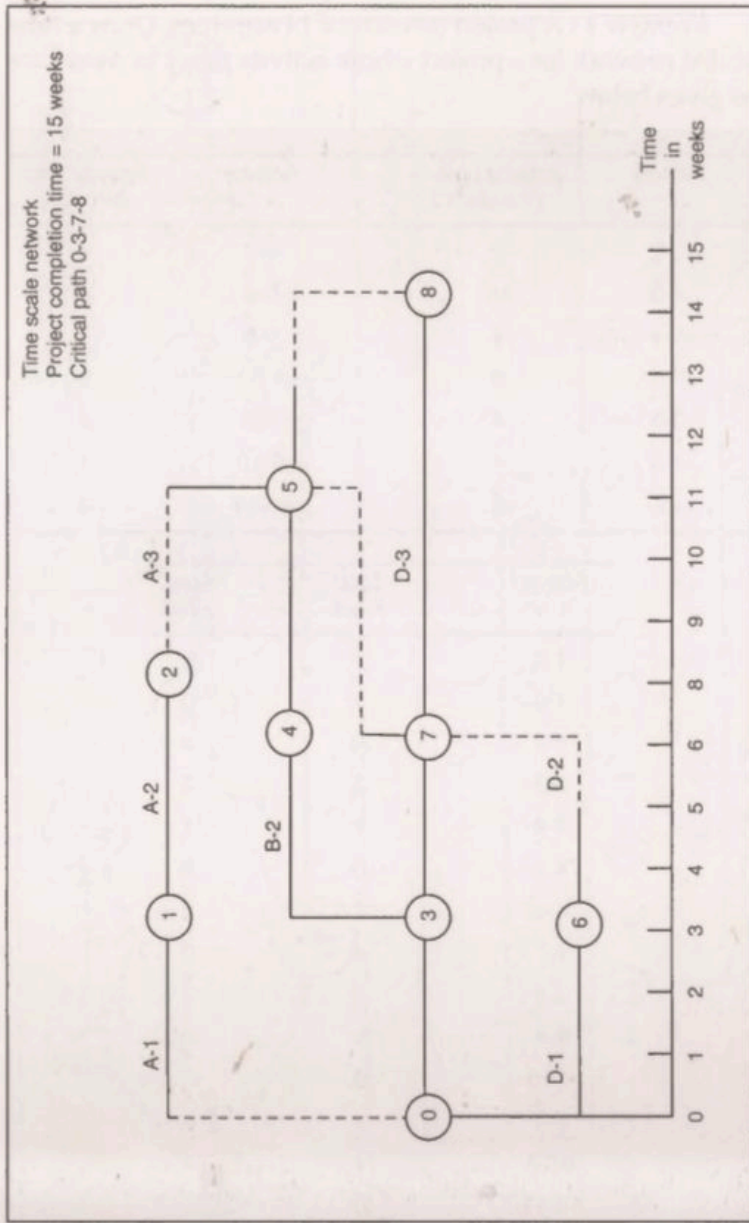 Time scale network
Project completion time = 15 weeks
Critical path 0-3-7-8
A-1
A-2
A-3
1
2
B-2
4
5
D-3
0
3
7
8
D-1
D-2
6
0 1 2 3 4 5 6 8 9 10 11 12 13 14 15
Time
in
weeks